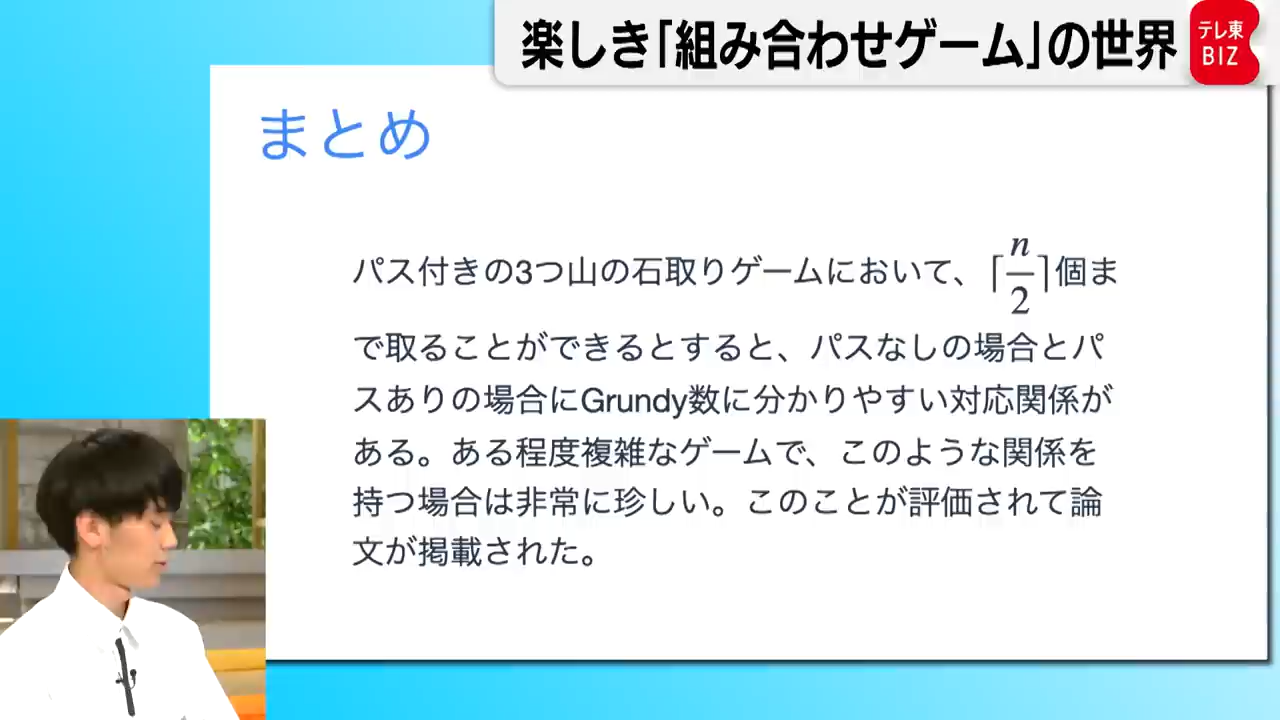 楽しき「組み合わせゲーム」の世界
テレ東
BIZ
まとめ
パス付きの3つ山の石取りゲームにおいて、⌈n/2⌉個ま
で取ることができるとすると、パスなしの場合とパ
スありの場合にGrundy数に分かりやすい対応関係が
ある。ある程度複雑なゲームで、このような関係を
持つ場合は非常に珍しい。このことが評価されて論
文が掲載された。